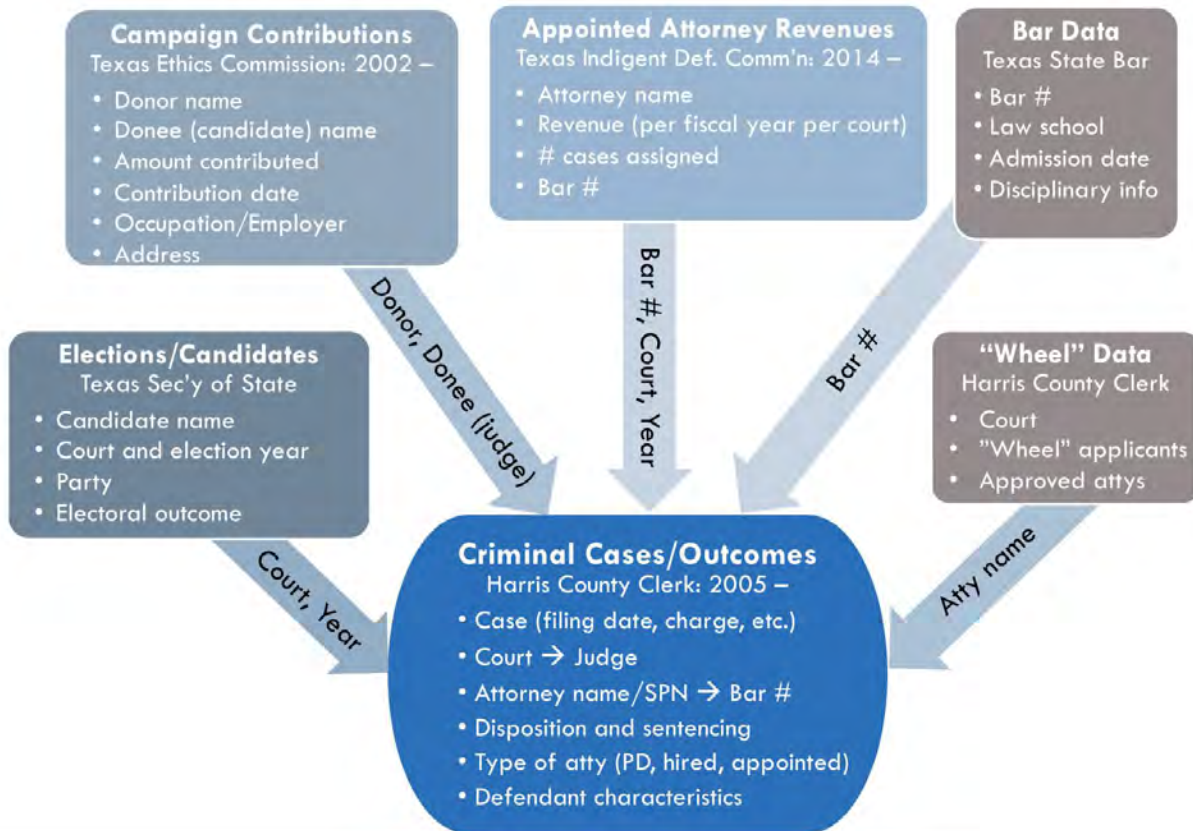 Campaign Contributions
Texas Ethics Commission: 2002 –
• Donor name
• Donee (candidate) name
• Amount contributed
• Contribution date
• Occupation/Employer
• Address
Appointed Attorney Revenues
Texas Indigent Def. Comm'n: 2014 –
• Attorney name
• Revenue (per fiscal year per court)
• # cases assigned
• Bar #
Bar Data
Texas State Bar
• Bar #
• Law school
• Admission date
• Disciplinary info
Donor, Donee (judge)
Bar #, Court, Year
Bar #
Elections/Candidates
Texas Sec'y of State
• Candidate name
• Court and election year
• Party
• Electoral outcome
"Wheel" Data
Harris County Clerk
• Court
• "Wheel" applicants
• Approved attys
Court, Year
Atty name
Criminal Cases/Outcomes
Harris County Clerk: 2005 –
• Case (filing date, charge, etc.)
• Court → Judge
• Attorney name/SPN → Bar #
• Disposition and sentencing
• Type of atty (PD, hired, appointed)
• Defendant characteristics